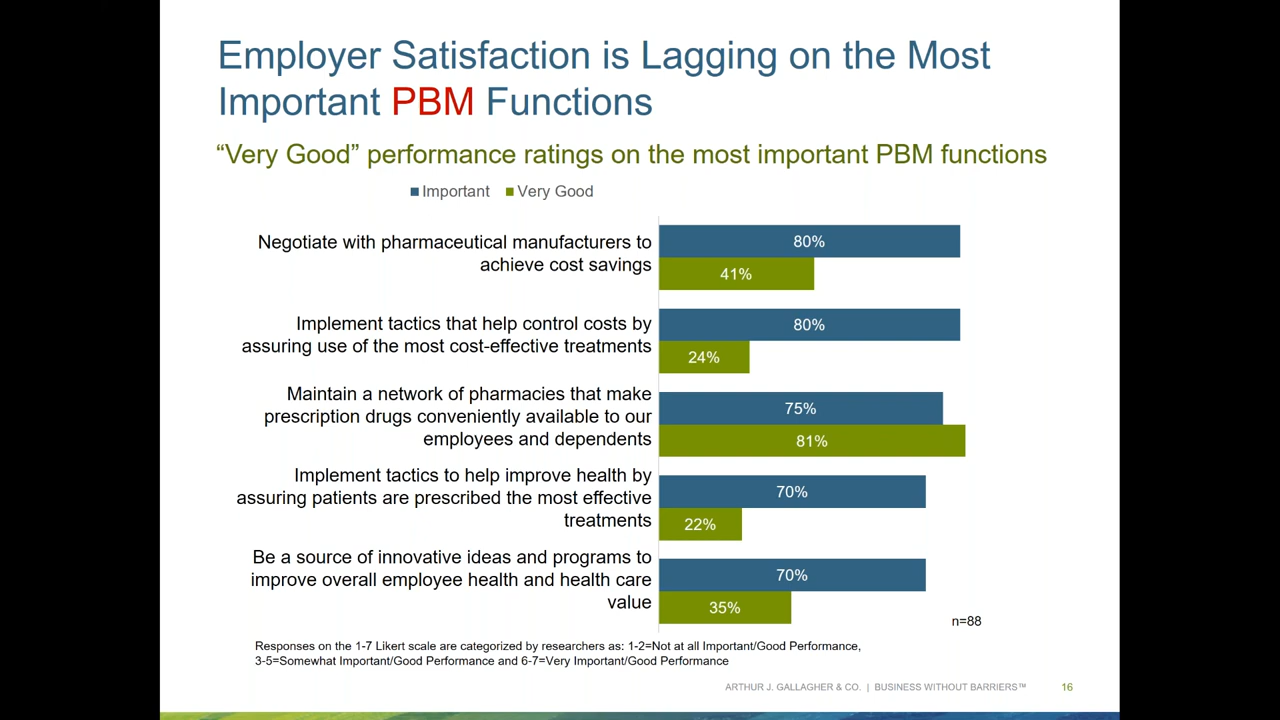 Employer Satisfaction is Lagging on the Most
Important PBM Functions
“Very Good” performance ratings on the most important PBM functions
Important Very Good
Negotiate with pharmaceutical manufacturers to
achieve cost savings
80%
41%
Implement tactics that help control costs by
assuring use of the most cost-effective treatments
80%
24%
Maintain a network of pharmacies that make
prescription drugs conveniently available to our
employees and dependents
75%
81%
Implement tactics to help improve health by
assuring patients are prescribed the most effective
treatments
70%
22%
Be a source of innovative ideas and programs to
improve overall employee health and health care
value
70%
35%
n=88
Responses on the 1-7 Likert scale are categorized by researchers as: 1-2=Not at all Important/Good Performance,
3-5=Somewhat Important/Good Performance and 6-7=Very Important/Good Performance
ARTHUR J. GALLAGHER & CO. | BUSINESS WITHOUT BARRIERS™ 16